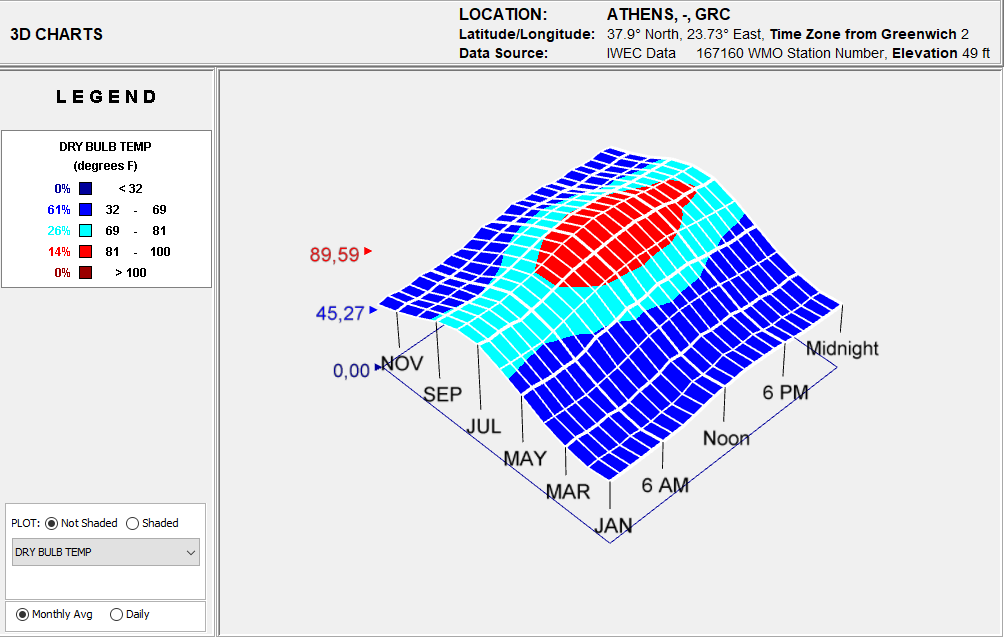 3D CHARTS
LOCATION: ATHENS, -, GRC
Latitude/Longitude: 37.9° North, 23.73° East, Time Zone from Greenwich 2
Data Source: IWEC Data 167160 WMO Station Number, Elevation 49 ft
LEGEND
DRY BULB TEMP
(degrees F)
0% < 32
61% 32 - 69
26% 69 - 81
14% 81 - 100
0% > 100
PLOT: Not Shaded Shaded
DRY BULB TEMP
Monthly Avg Daily
89,59
45,27
0,00
NOV
SEP
JUL
MAY
MAR
JAN
6 AM
Noon
6 PM
Midnight